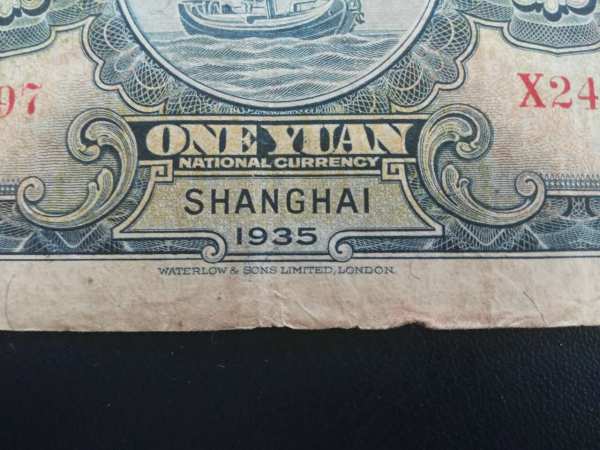 97
X24
ONE YUAN
NATIONAL CURRENCY
SHANGHAI
1935
WATERLOW & SONS LIMITED, LONDON.